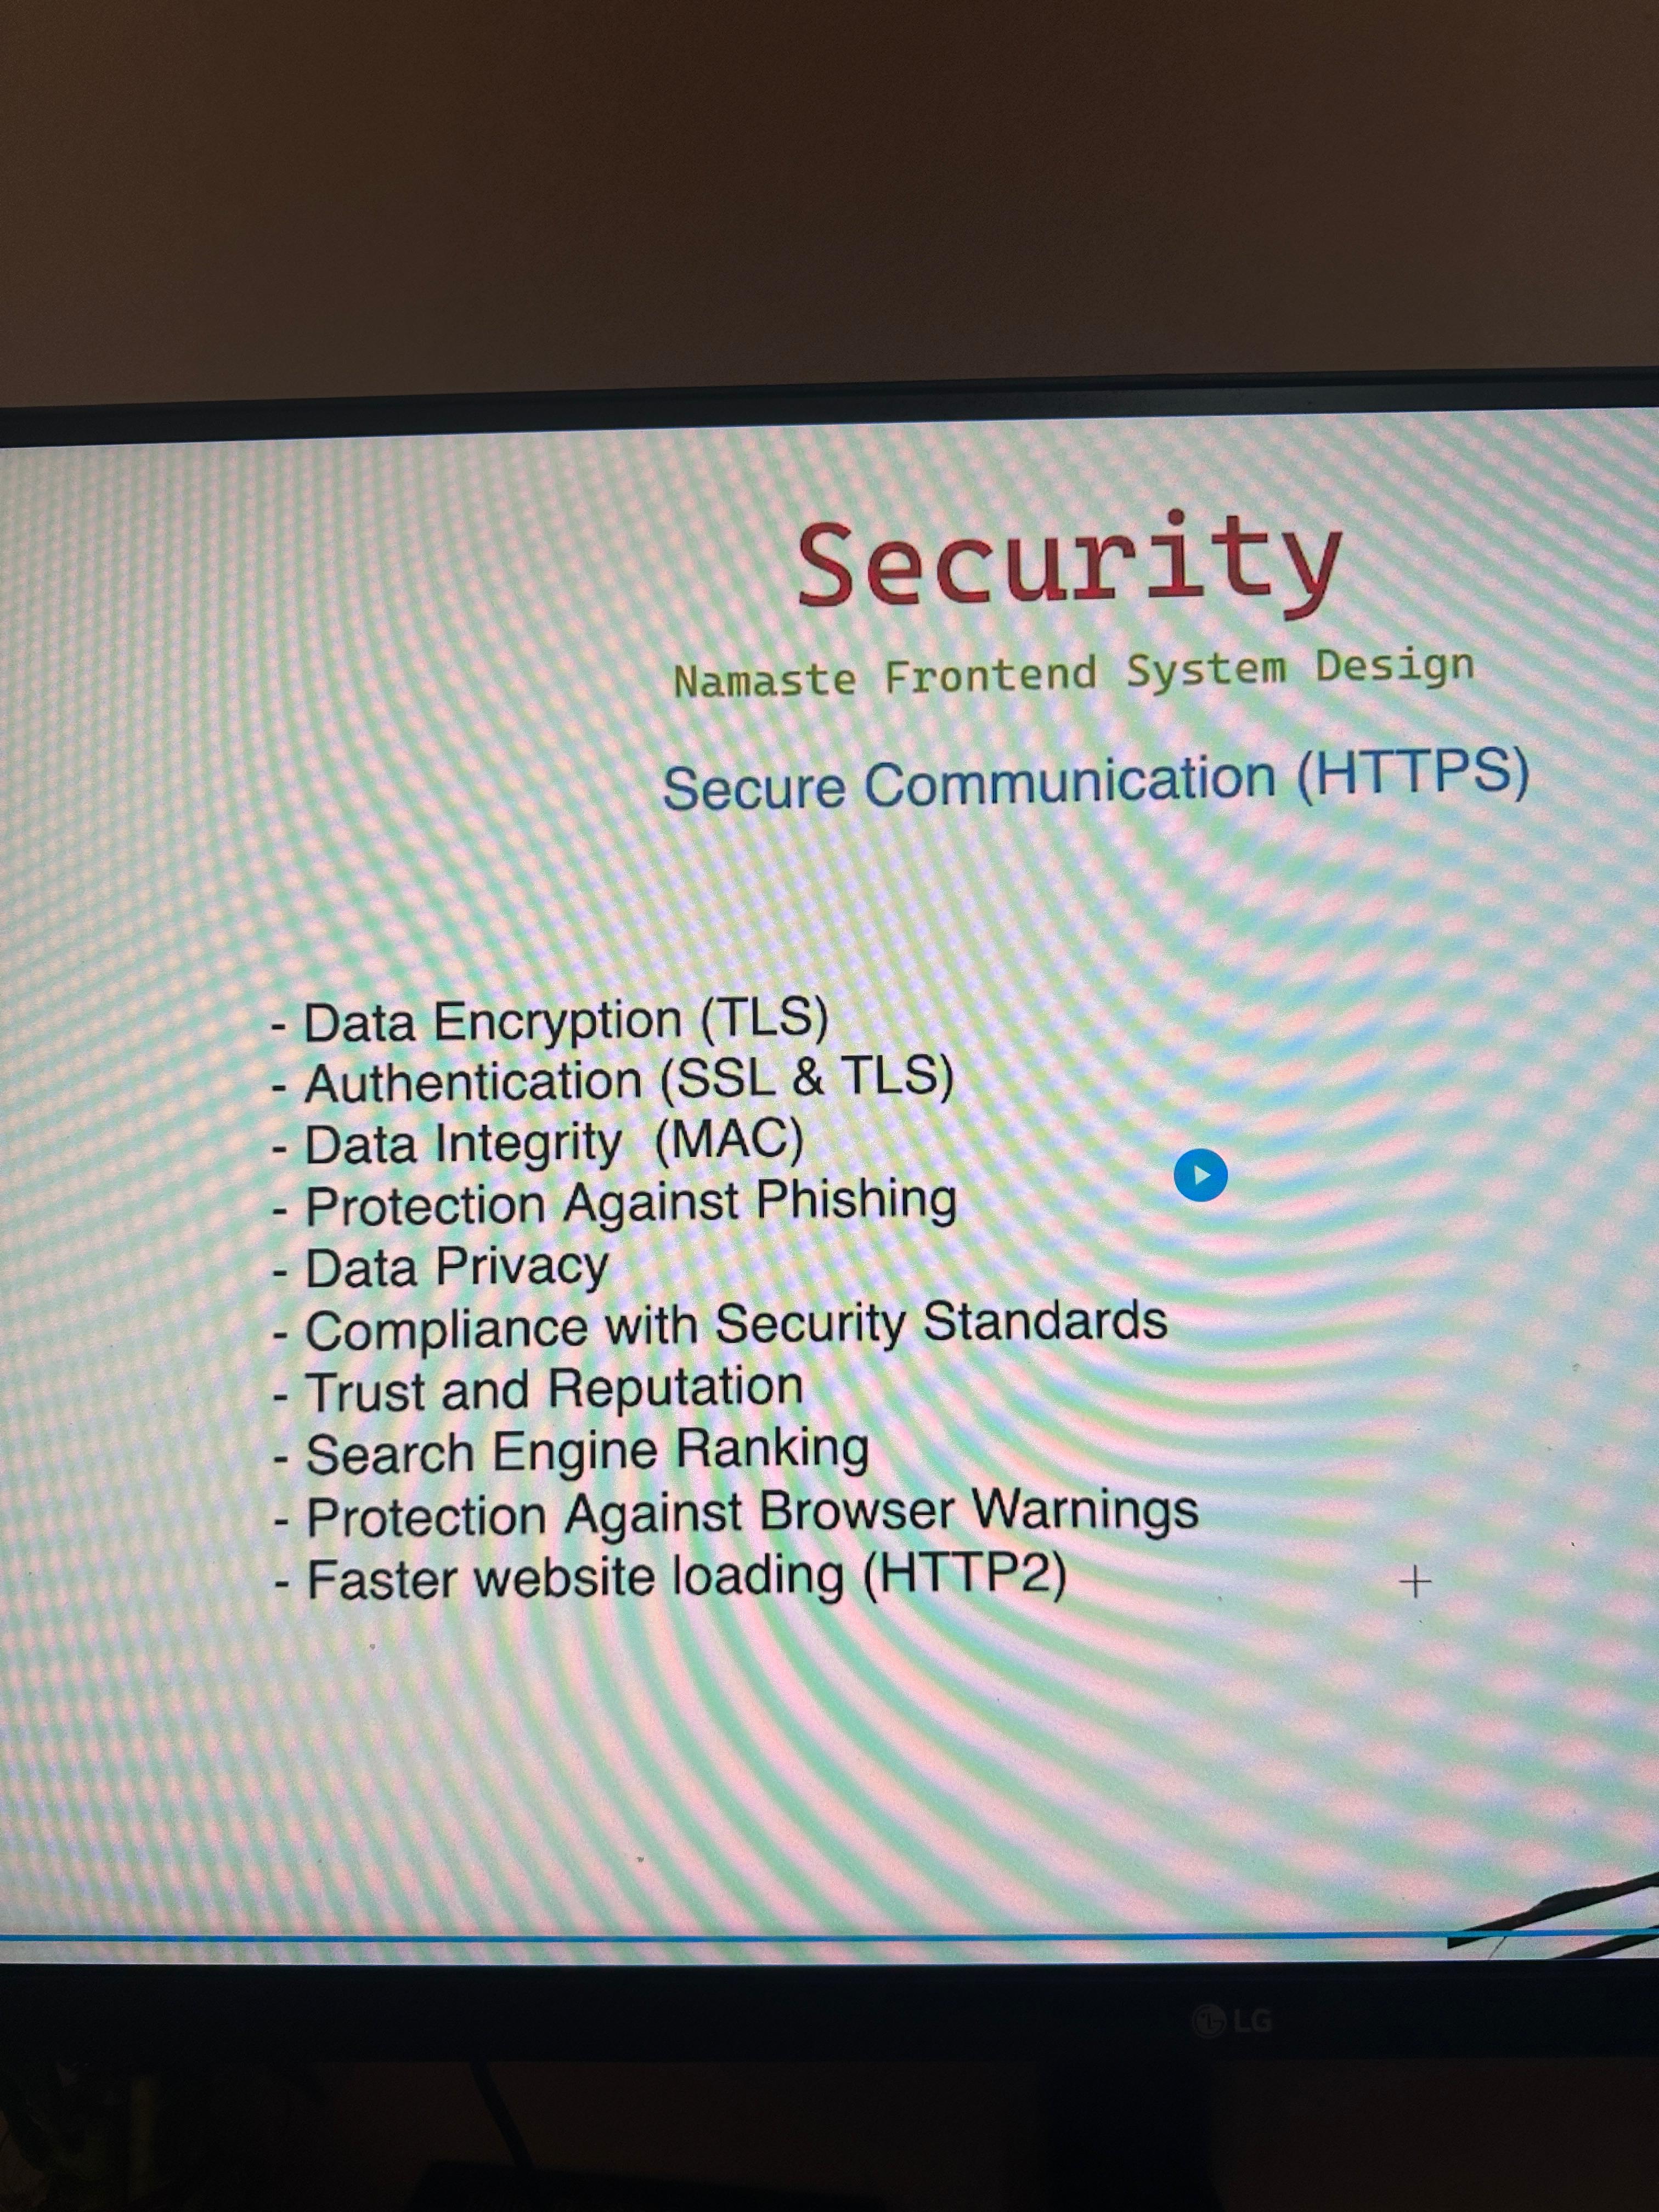 Security
Namaste Frontend System Design
Secure Communication (HTTPS)
- Data Encryption (TLS)
- Authentication (SSL & TLS)
- Data Integrity  (MAC)
- Protection Against Phishing
- Data Privacy
- Compliance with Security Standards
- Trust and Reputation
- Search Engine Ranking
- Protection Against Browser Warnings
- Faster website loading (HTTP2)
LG